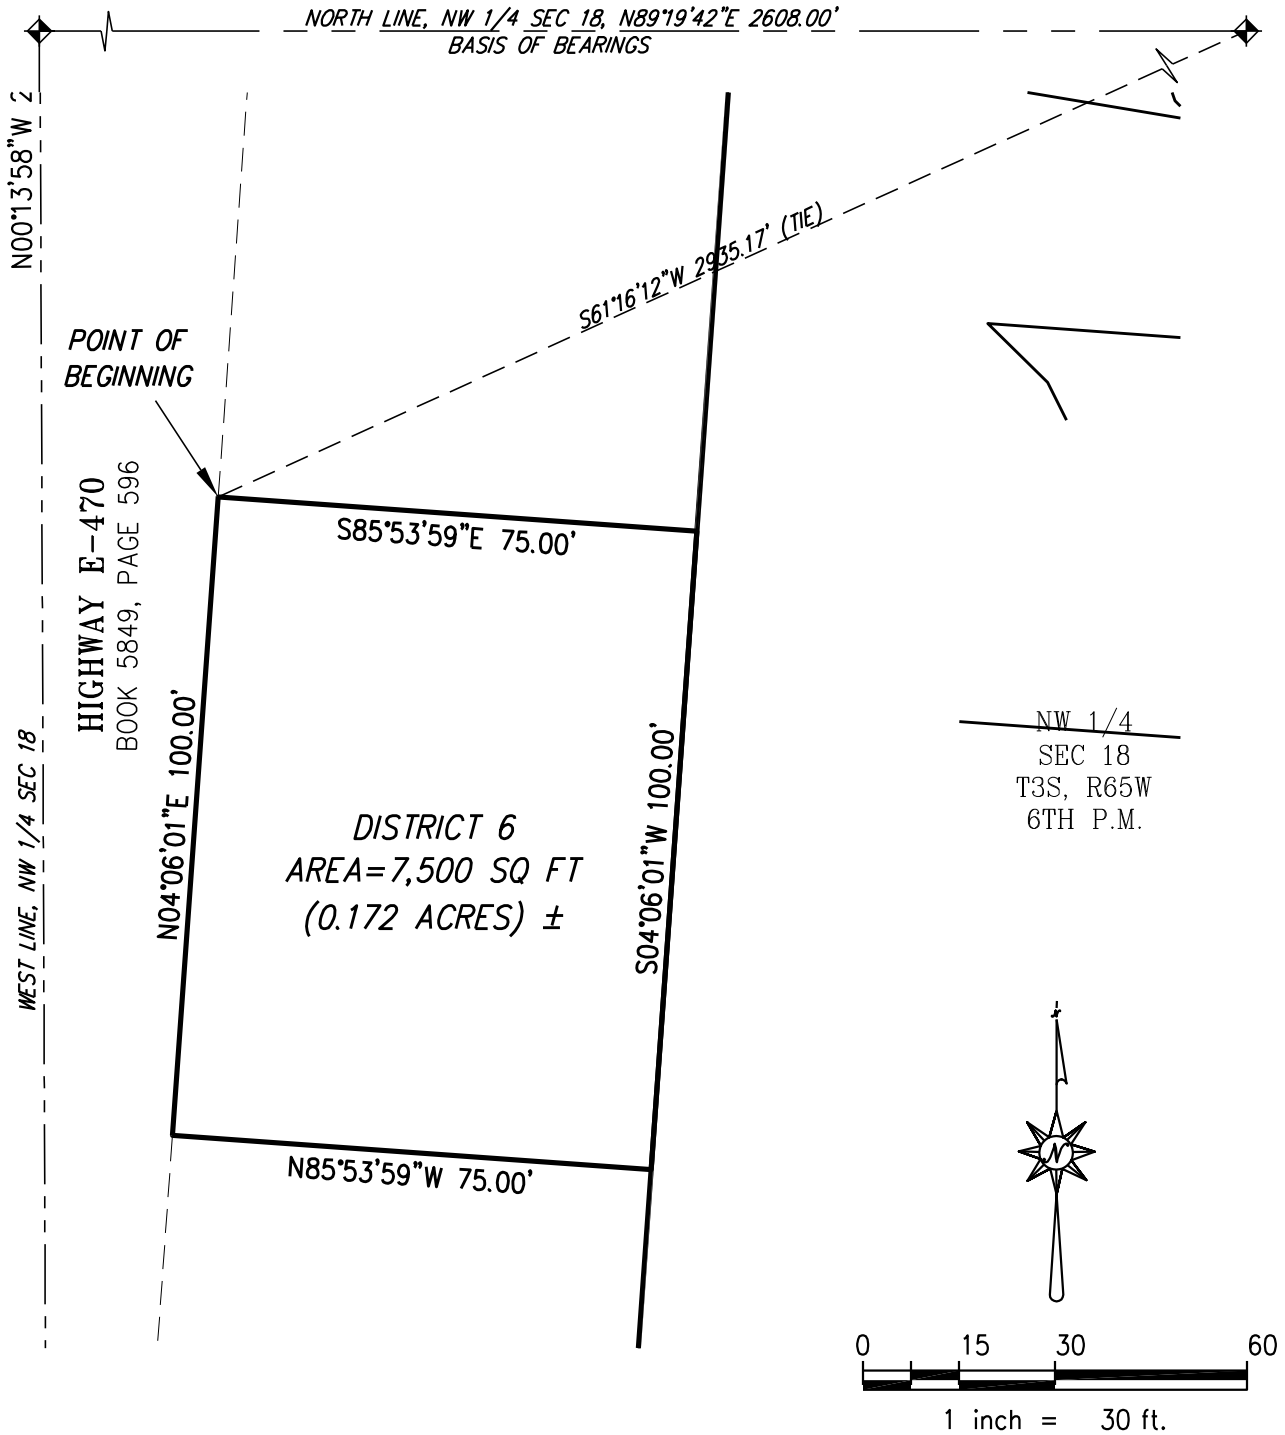 NORTH LINE, NW 1/4 SEC 18, N89°19'42"E 2608.00'
BASIS OF BEARINGS
N00°13'58"W 2
S61°16'12"W 2935.17' (TIE)
POINT OF
BEGINNING
HIGHWAY E-470
BOOK 5849, PAGE 596
S85°53'59"E 75.00'
N04°06'01"E 100.00'
S04°06'01"W 100.00'
WEST LINE, NW 1/4 SEC 18
NW 1/4
SEC 18
T3S, R65W
6TH P.M.
DISTRICT 6
AREA=7,500 SQ FT
(0.172 ACRES) ±
N85°53'59"W 75.00'
N
0 15 30 60
1 inch = 30 ft.